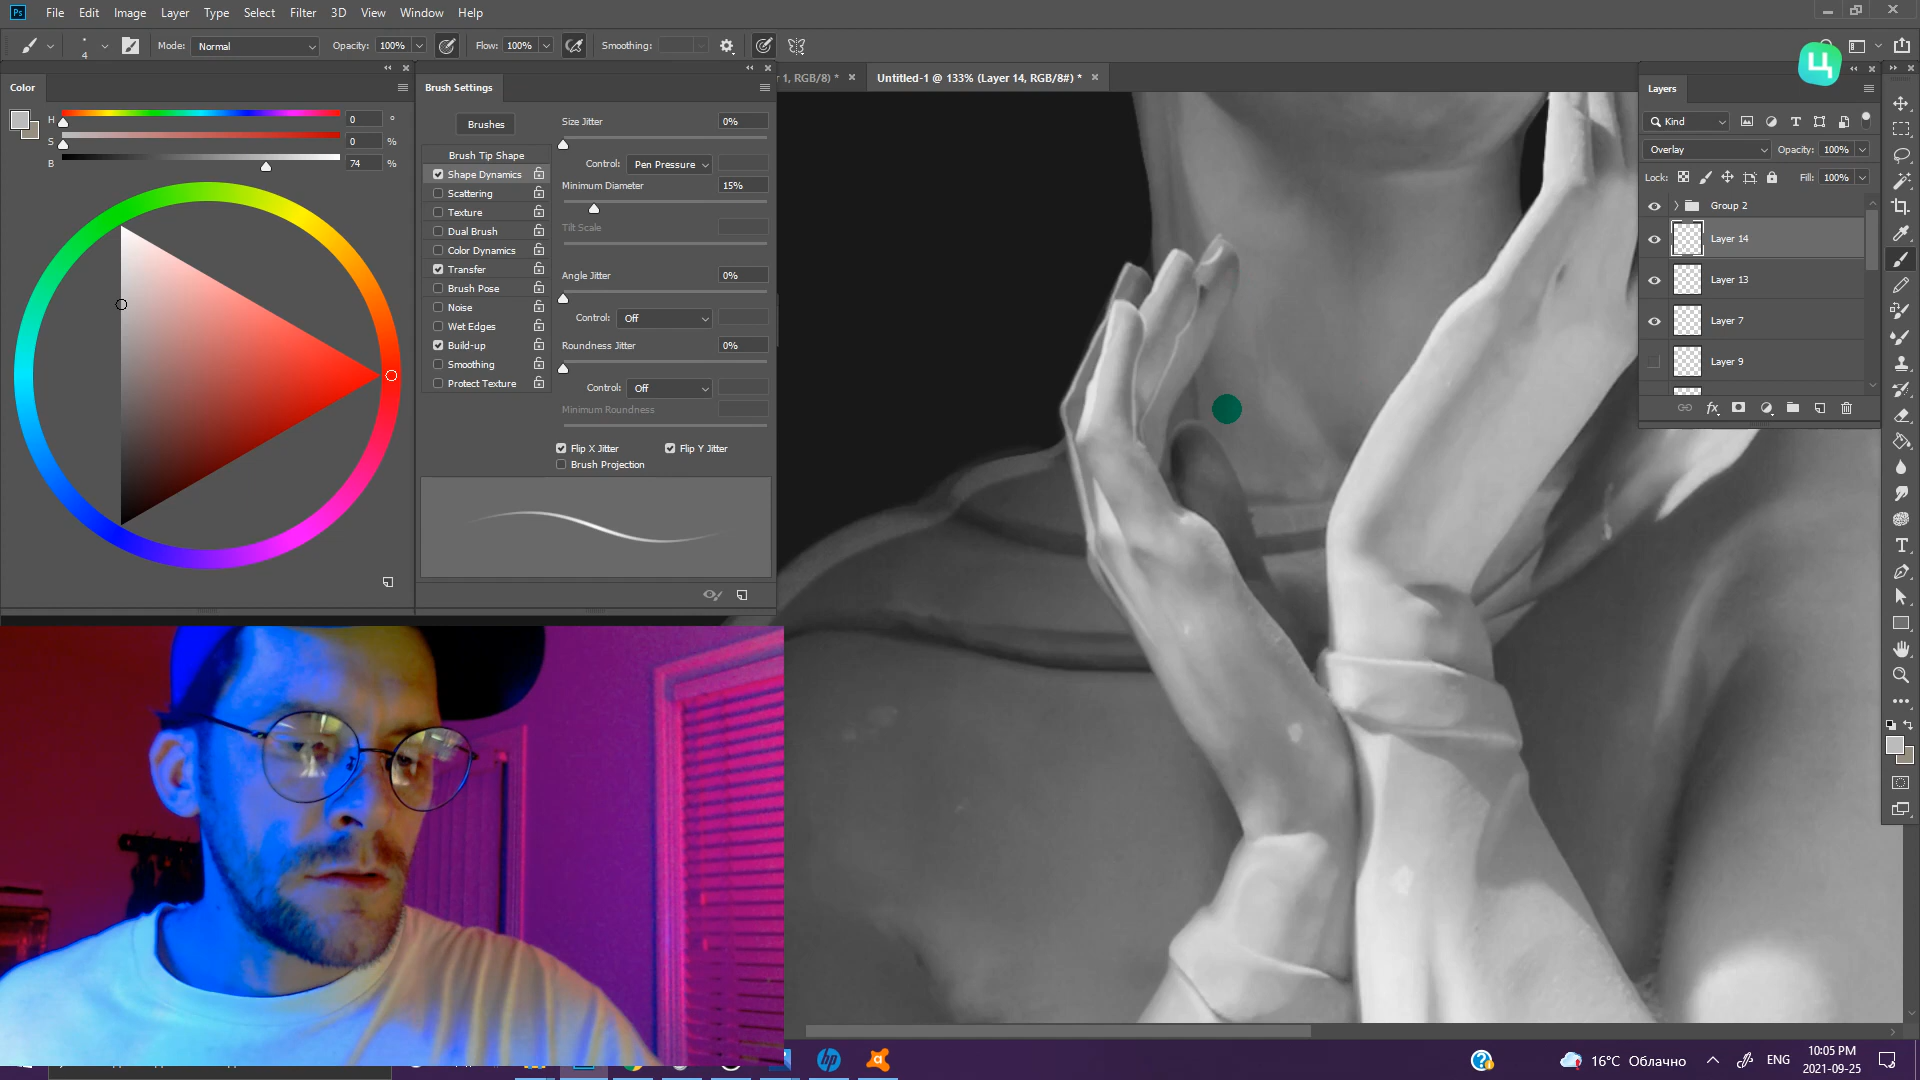 Ps File Edit Image Layer Type Select Filter 3D View Window Help
4 Mode: Normal Opacity: 100% Flow: 100% Smoothing:
1, RGB/8) * × Untitled-1 @ 133% (Layer 14, RGB/8#) * ×
Ц
Color
H 0 °
S 0 %
B 74 %
Brush Settings
Brushes
Brush Tip Shape
Shape Dynamics
Scattering
Texture
Dual Brush
Color Dynamics
Transfer
Brush Pose
Noise
Wet Edges
Build-up
Smoothing
Protect Texture
Size Jitter 0%
Control: Pen Pressure
Minimum Diameter 15%
Tilt Scale
Angle Jitter 0%
Control: Off
Roundness Jitter 0%
Control: Off
Minimum Roundness
Flip X Jitter Flip Y Jitter
Brush Projection
Layers
Kind
Overlay Opacity: 100%
Lock: Fill: 100%
Group 2
Layer 14
Layer 13
Layer 7
Layer 9
fx
T
hp
16°C Облачно ENG 10:05 PM
2021-09-25